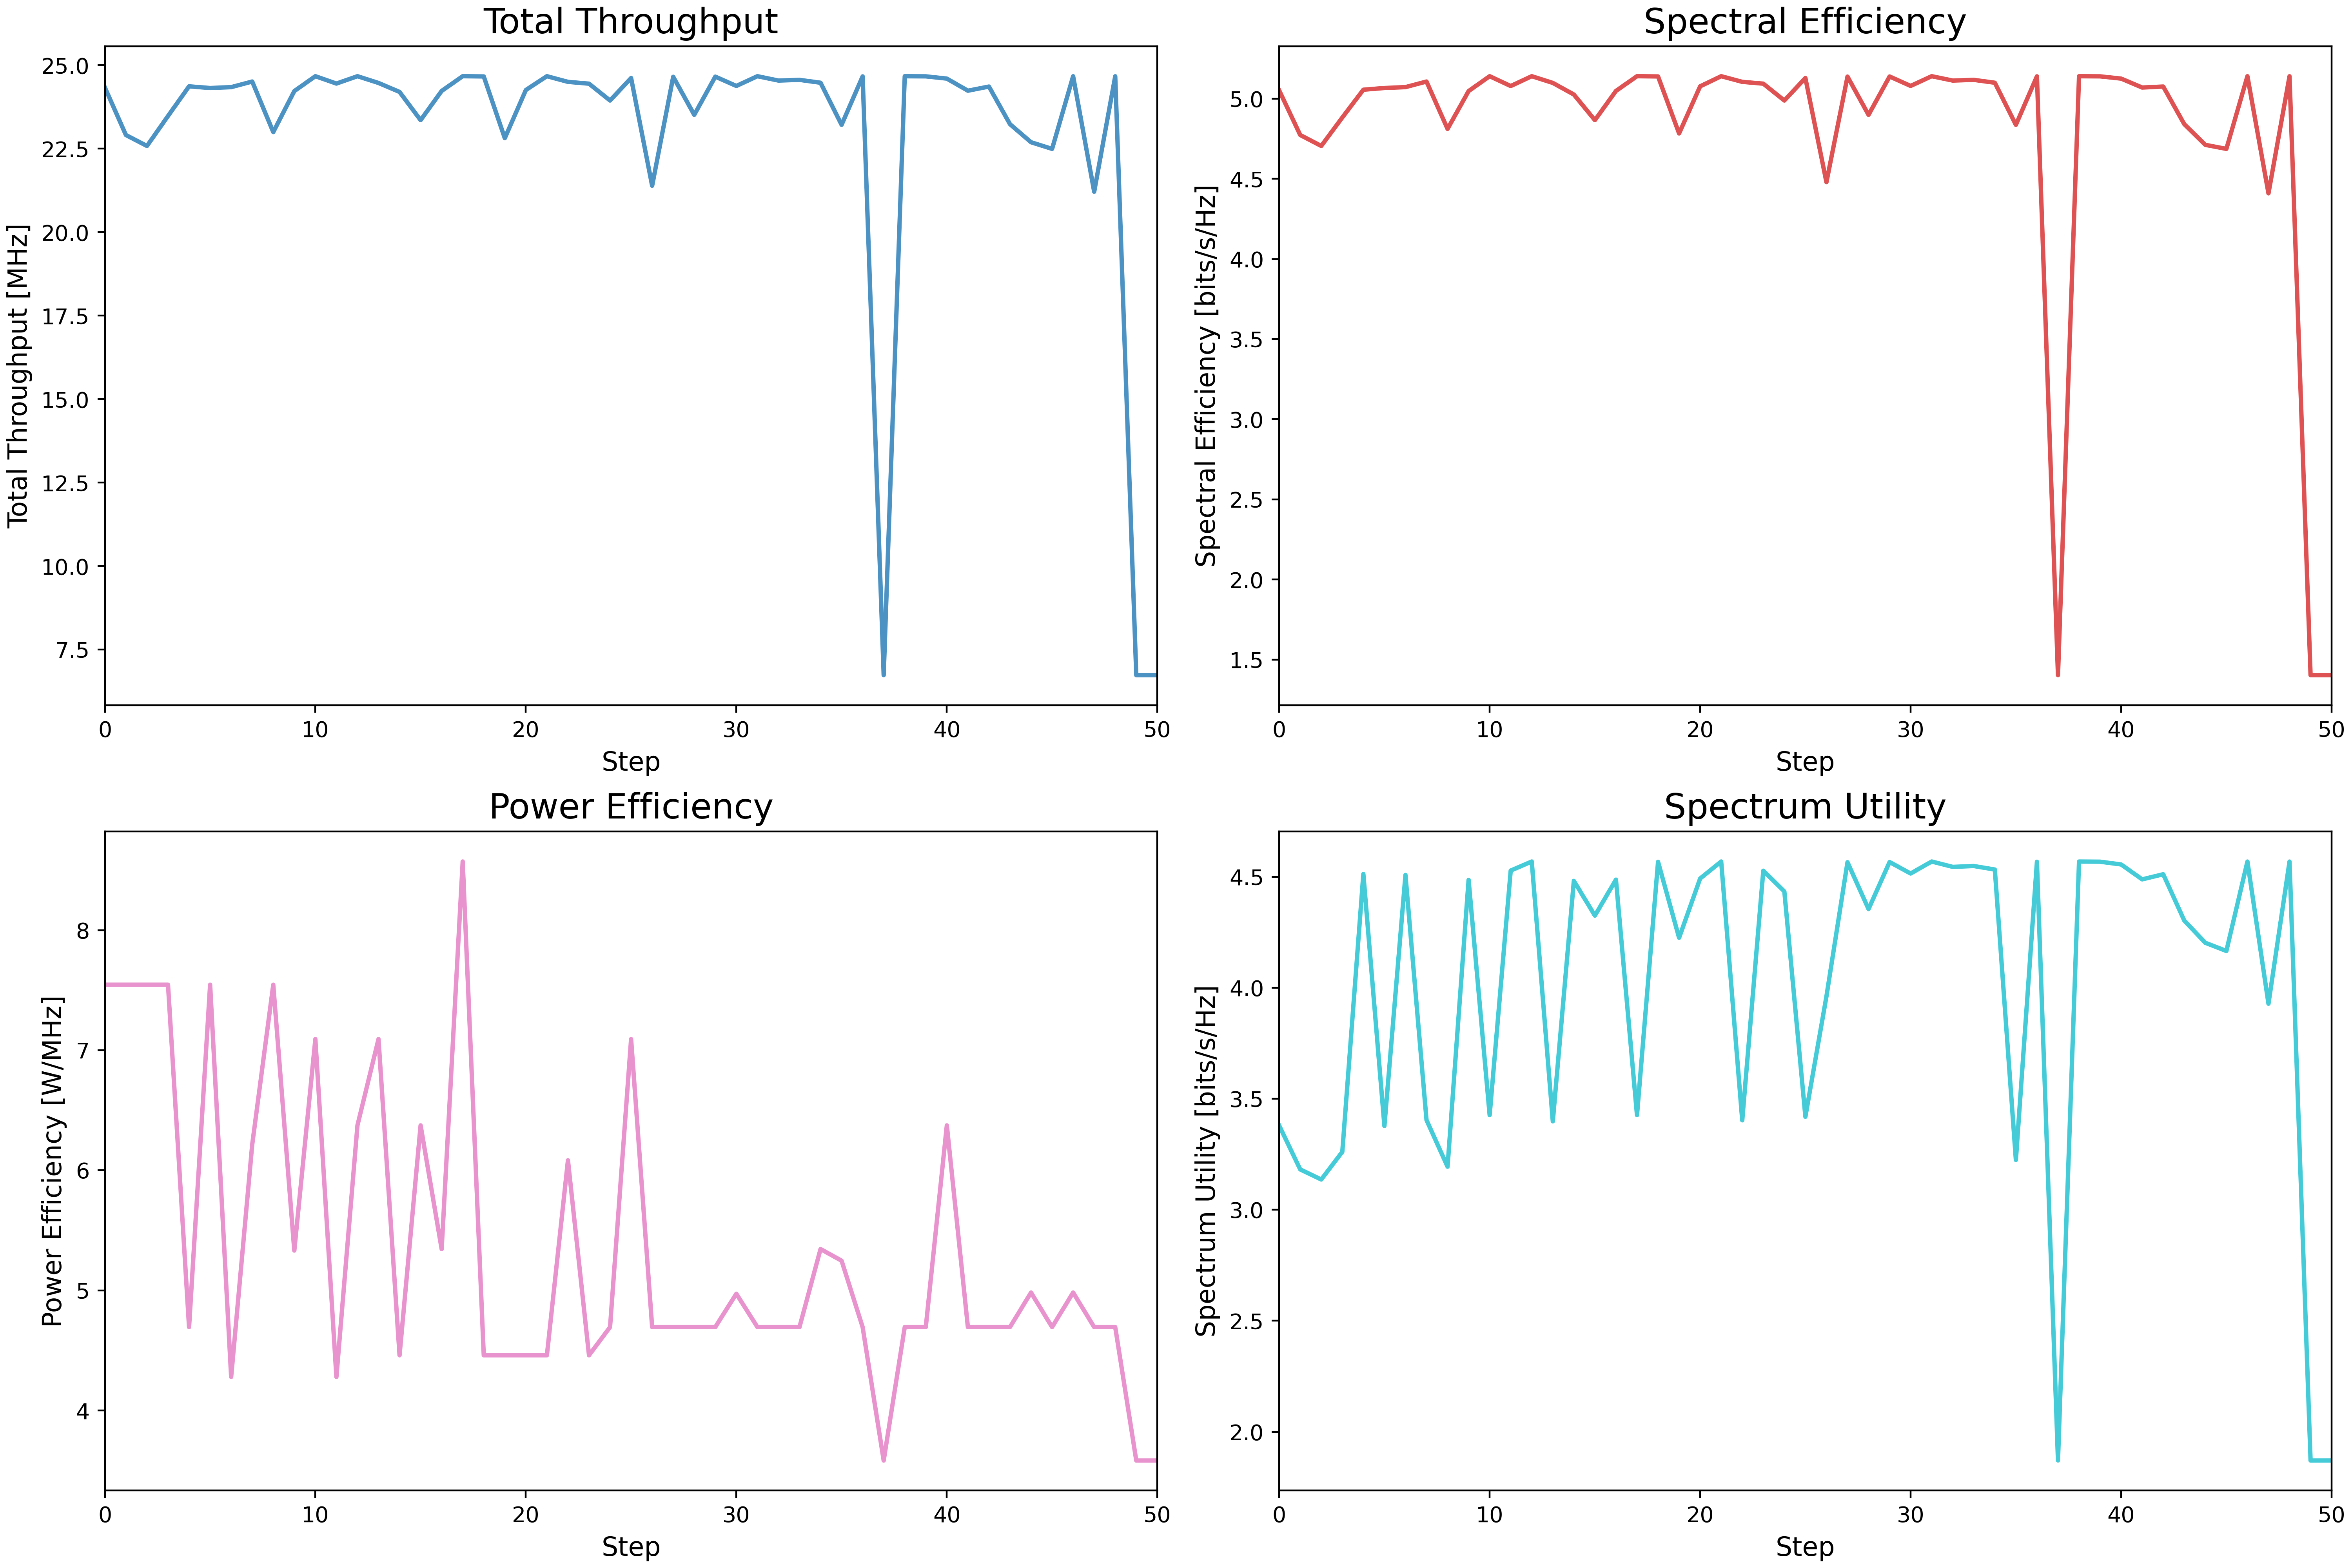 Total Throughput
Total Throughput [MHz]
25.0
22.5
20.0
17.5
15.0
12.5
10.0
7.5
0 10 20 30 40 50
Step
Spectral Efficiency
Spectral Efficiency [bits/s/Hz]
5.0
4.5
4.0
3.5
3.0
2.5
2.0
1.5
0 10 20 30 40 50
Step
Power Efficiency
Power Efficiency [W/MHz]
8
7
6
5
4
0 10 20 30 40 50
Step
Spectrum Utility
Spectrum Utility [bits/s/Hz]
4.5
4.0
3.5
3.0
2.5
2.0
0 10 20 30 40 50
Step